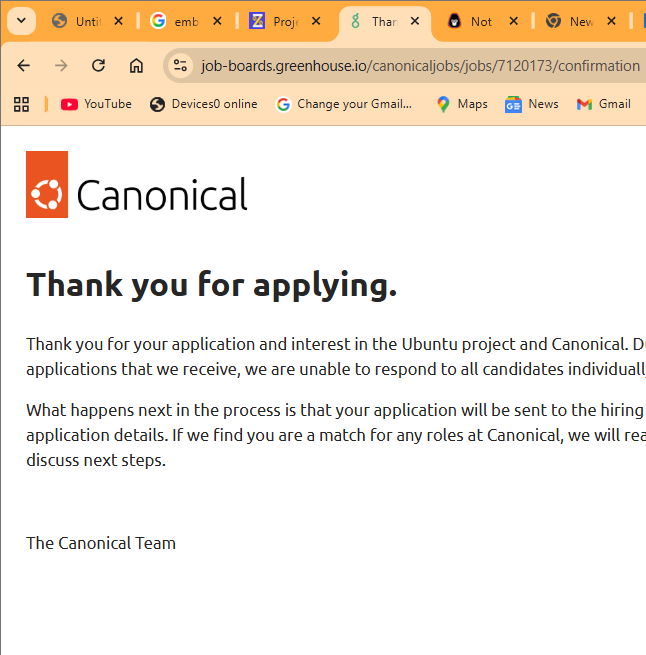 Unti
emb
Proj
Than
Not
New
job-boards.greenhouse.io/canonicaljobs/jobs/7120173/confirmation
YouTube
Devices0 online
Change your Gmail...
Maps
News
Gmail
Canonical
Thank you for applying.
Thank you for your application and interest in the Ubuntu project and Canonical.
applications that we receive, we are unable to respond to all candidates individually
What happens next in the process is that your application will be sent to the hiring
application details. If we find you are a match for any roles at Canonical, we will rea
discuss next steps.
The Canonical Team